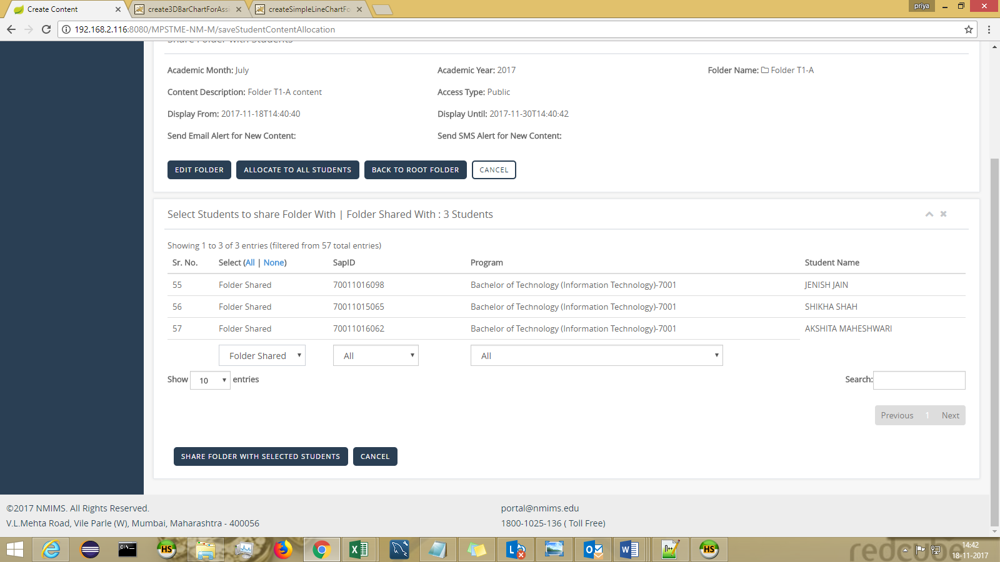 Create Content
create3DBarChartForAssi
createSimpleLineChartFo
priya
192.168.2.116:8080/MPSTME-NM-M/saveStudentContentAllocation
Share Folder with Students
Academic Month: July
Academic Year: 2017
Folder Name: Folder T1-A
Content Description: Folder T1-A content
Access Type: Public
Display From: 2017-11-18T14:40:40
Display Until: 2017-11-30T14:40:42
Send Email Alert for New Content:
Send SMS Alert for New Content:
EDIT FOLDER
ALLOCATE TO ALL STUDENTS
BACK TO ROOT FOLDER
CANCEL
Select Students to share Folder With | Folder Shared With : 3 Students
Showing 1 to 3 of 3 entries (filtered from 57 total entries)
Sr. No. Select (All | None) SapID Program Student Name
55 Folder Shared 70011016098 Bachelor of Technology (Information Technology)-7001 JENISH JAIN
56 Folder Shared 70011015065 Bachelor of Technology (Information Technology)-7001 SHIKHA SHAH
57 Folder Shared 70011016062 Bachelor of Technology (Information Technology)-7001 AKSHITA MAHESHWARI
Folder Shared All All
Show 10 entries
Search:
Previous 1 Next
SHARE FOLDER WITH SELECTED STUDENTS
CANCEL
©2017 NMIMS. All Rights Reserved.
V.L.Mehta Road, Vile Parle (W), Mumbai, Maharashtra - 400056
portal@nmims.edu
1800-1025-136 ( Toll Free)
redcube
14:42
18-11-2017